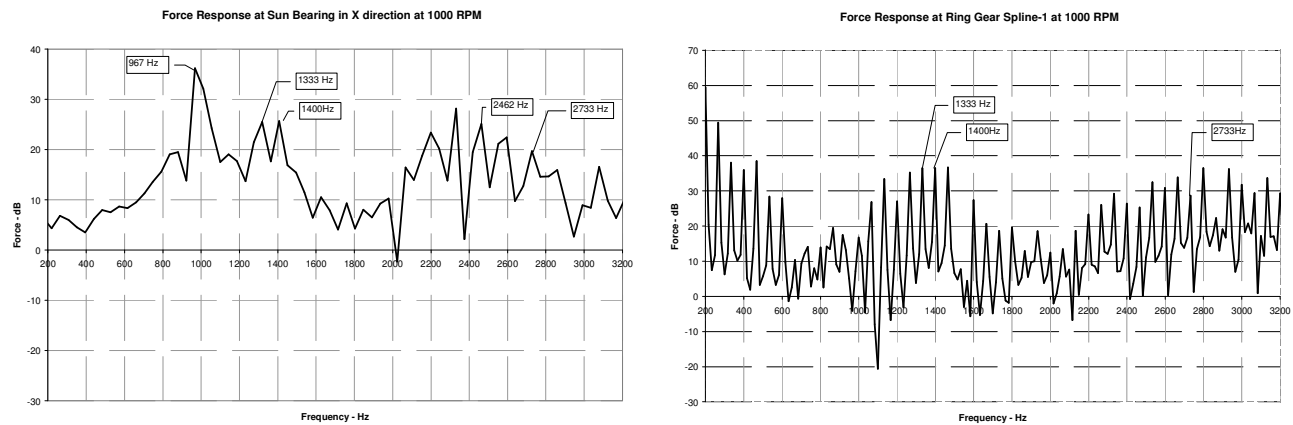 Force Response at Sun Bearing in X direction at 1000 RPM
40
30
20
10
0
-10
-20
-30
200 400 600 800 1000 1200 1400 1600 1800 2000 2200 2400 2600 2800 3000 3200
Force - dB
Frequency - Hz
967 Hz
1333 Hz
1400Hz
2462 Hz
2733 Hz
Force Response at Ring Gear Spline-1 at 1000 RPM
70
60
50
40
30
20
10
0
-10
-20
-30
200 400 600 800 1000 1200 1400 1600 1800 2000 2200 2400 2600 2800 3000 3200
Force - dB
Frequency - Hz
1333 Hz
1400Hz
2733Hz